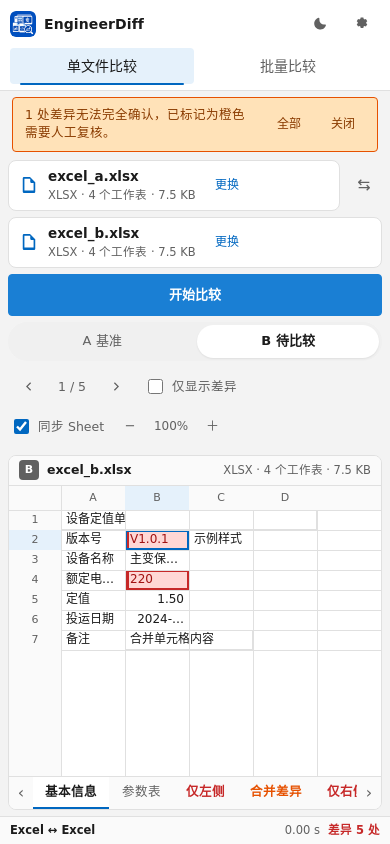 EngineerDiff
单文件比较
批量比较
1 处差异无法完全确认，已标记为橙色
需要人工复核。
全部
关闭
excel_a.xlsx
XLSX · 4 个工作表 · 7.5 KB
更换
excel_b.xlsx
XLSX · 4 个工作表 · 7.5 KB
更换
开始比较
A 基准
B 待比较
1 / 5
仅显示差异
同步 Sheet
− 100% +
B excel_b.xlsx XLSX · 4 个工作表 · 7.5 KB
A B C D
1 设备定值单
2 版本号 V1.0.1 示例样式
3 设备名称 主变保…
4 额定电… 220
5 定值 1.50
6 投运日期 2024-…
7 备注 合并单元格内容
‹ 基本信息 参数表 仅左侧 合并差异 仅右 ›
Excel ↔ Excel 0.00 s 差异 5 处